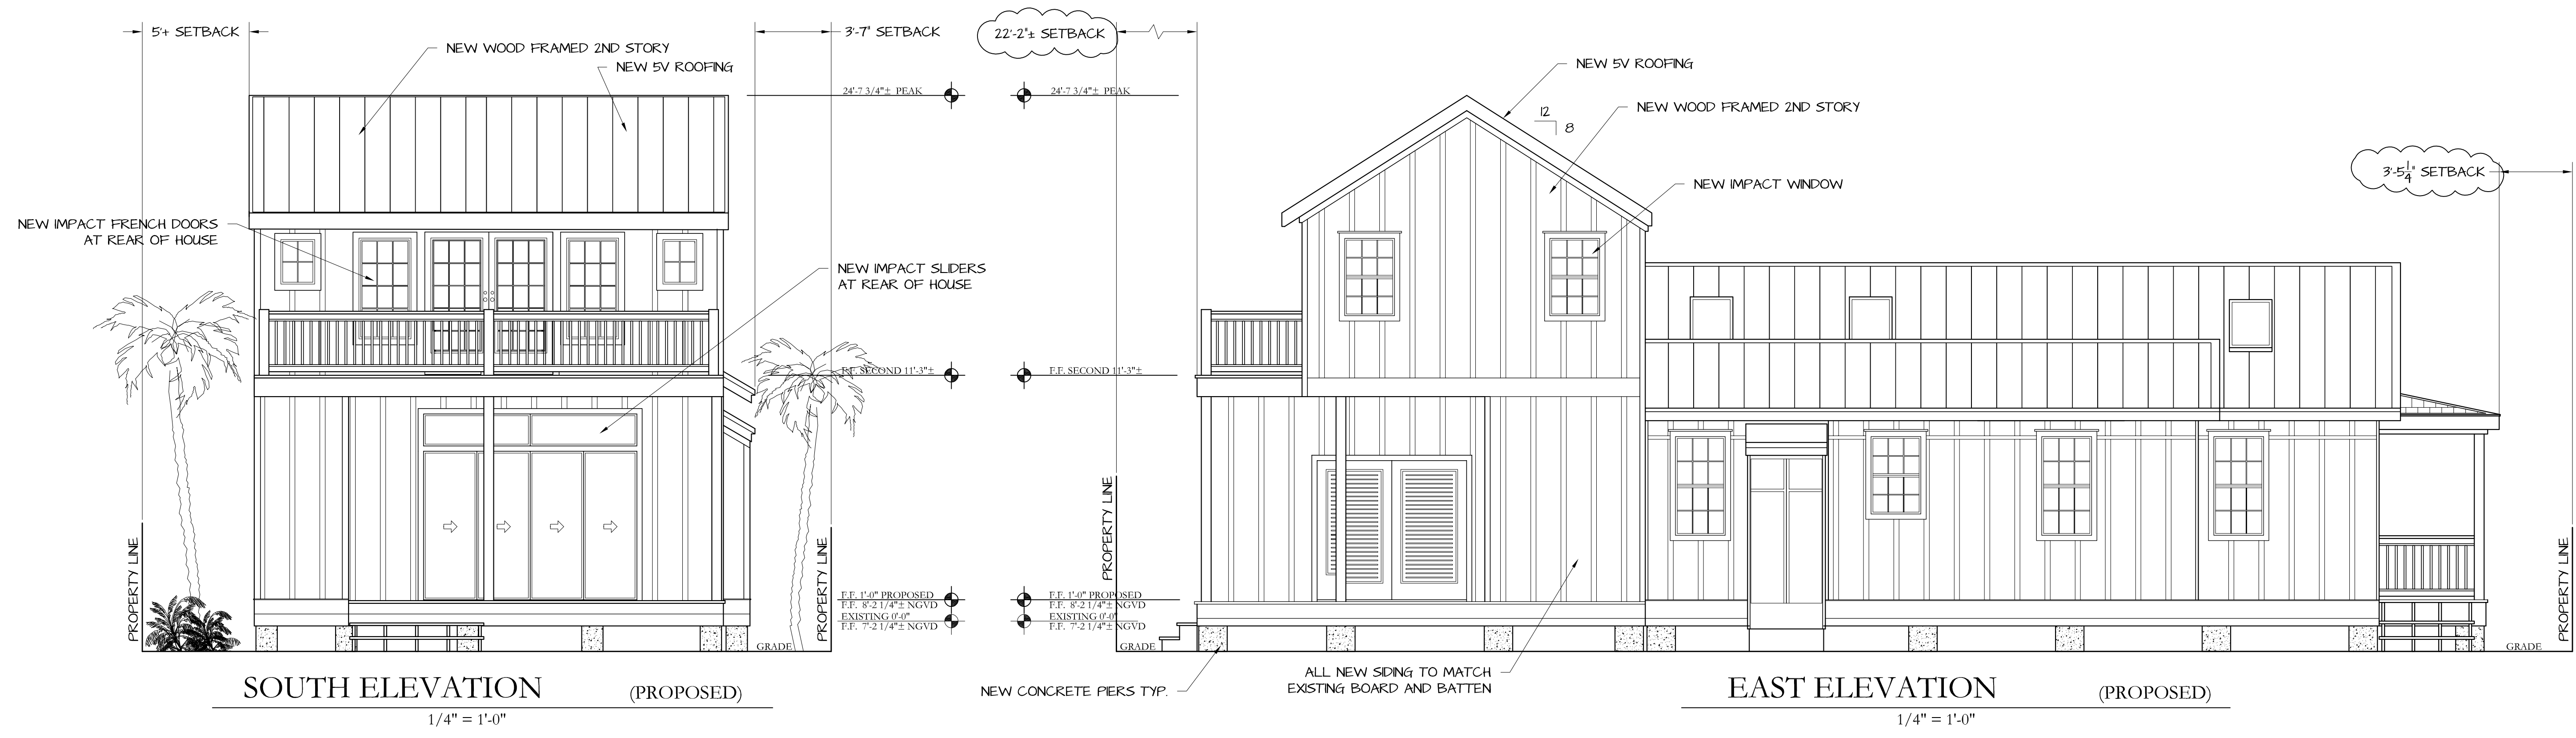 5'+ SETBACK
NEW WOOD FRAMED 2ND STORY
NEW 5V ROOFING
3'-7" SETBACK
24'-7 3/4"± PEAK
NEW IMPACT FRENCH DOORS
AT REAR OF HOUSE
NEW IMPACT SLIDERS
AT REAR OF HOUSE
F.F. SECOND 11'-3"±
PROPERTY LINE
PROPERTY LINE
F.F. 1'-0" PROPOSED
F.F. 8'-2 1/4"± NGVD
EXISTING 0'-0"
F.F. 7'-2 1/4"± NGVD
GRADE
SOUTH ELEVATION (PROPOSED)
1/4" = 1'-0"
22'-2"± SETBACK
NEW 5V ROOFING
24'-7 3/4"± PEAK
NEW WOOD FRAMED 2ND STORY
12
8
NEW IMPACT WINDOW
3'-5 1/4" SETBACK
F.F. SECOND 11'-3"±
PROPERTY LINE
PROPERTY LINE
F.F. 1'-0" PROPOSED
F.F. 8'-2 1/4"± NGVD
EXISTING 0'-0"
F.F. 7'-2 1/4"± NGVD
GRADE
GRADE
NEW CONCRETE PIERS TYP.
ALL NEW SIDING TO MATCH
EXISTING BOARD AND BATTEN
EAST ELEVATION (PROPOSED)
1/4" = 1'-0"